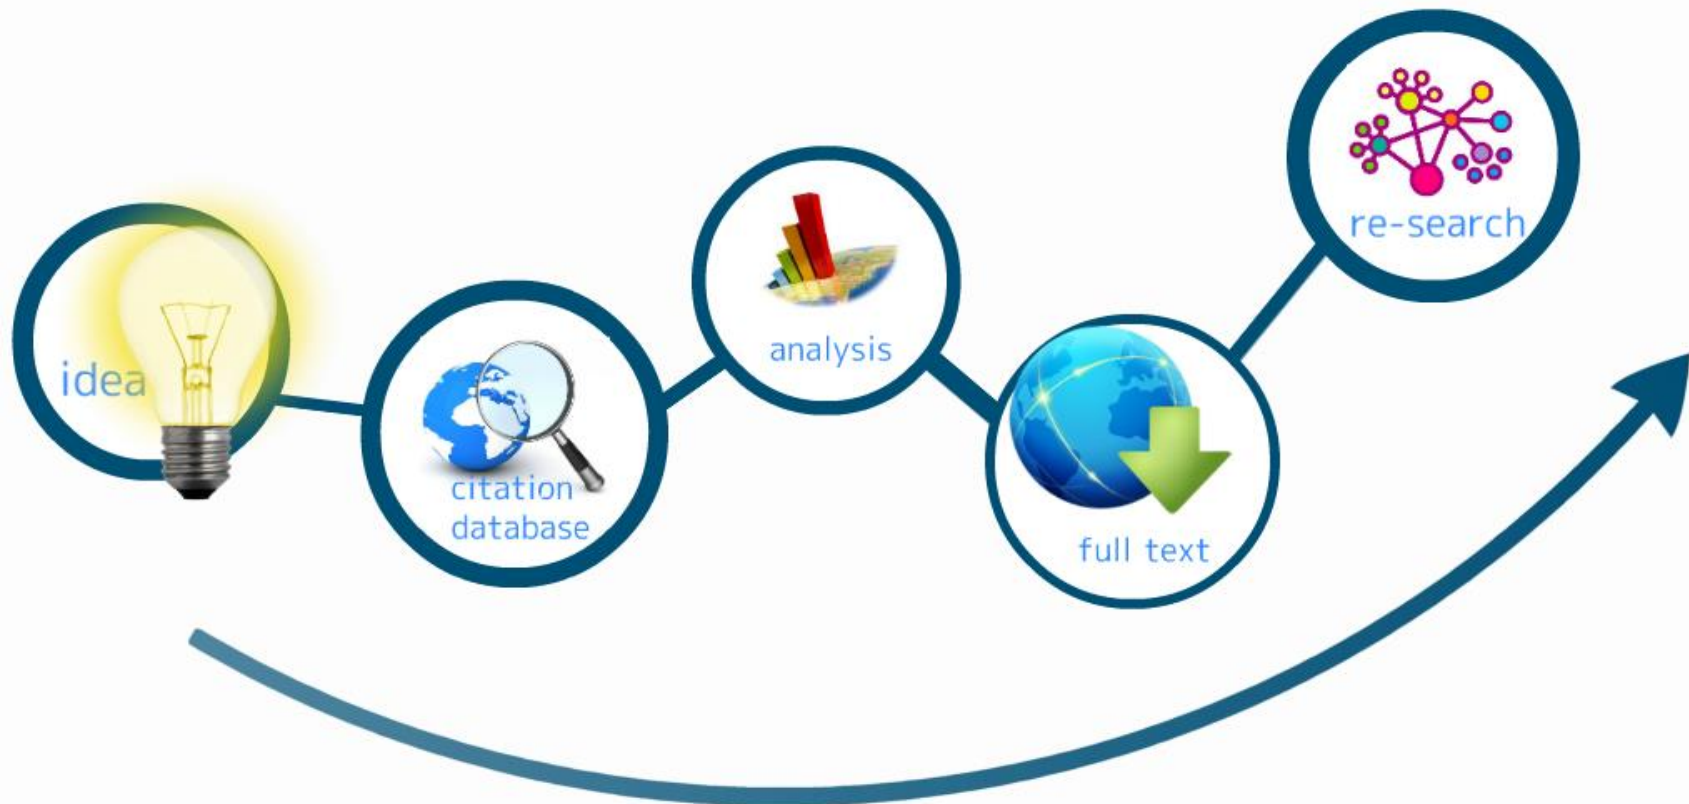 idea
citation
database
analysis
full text
re-search